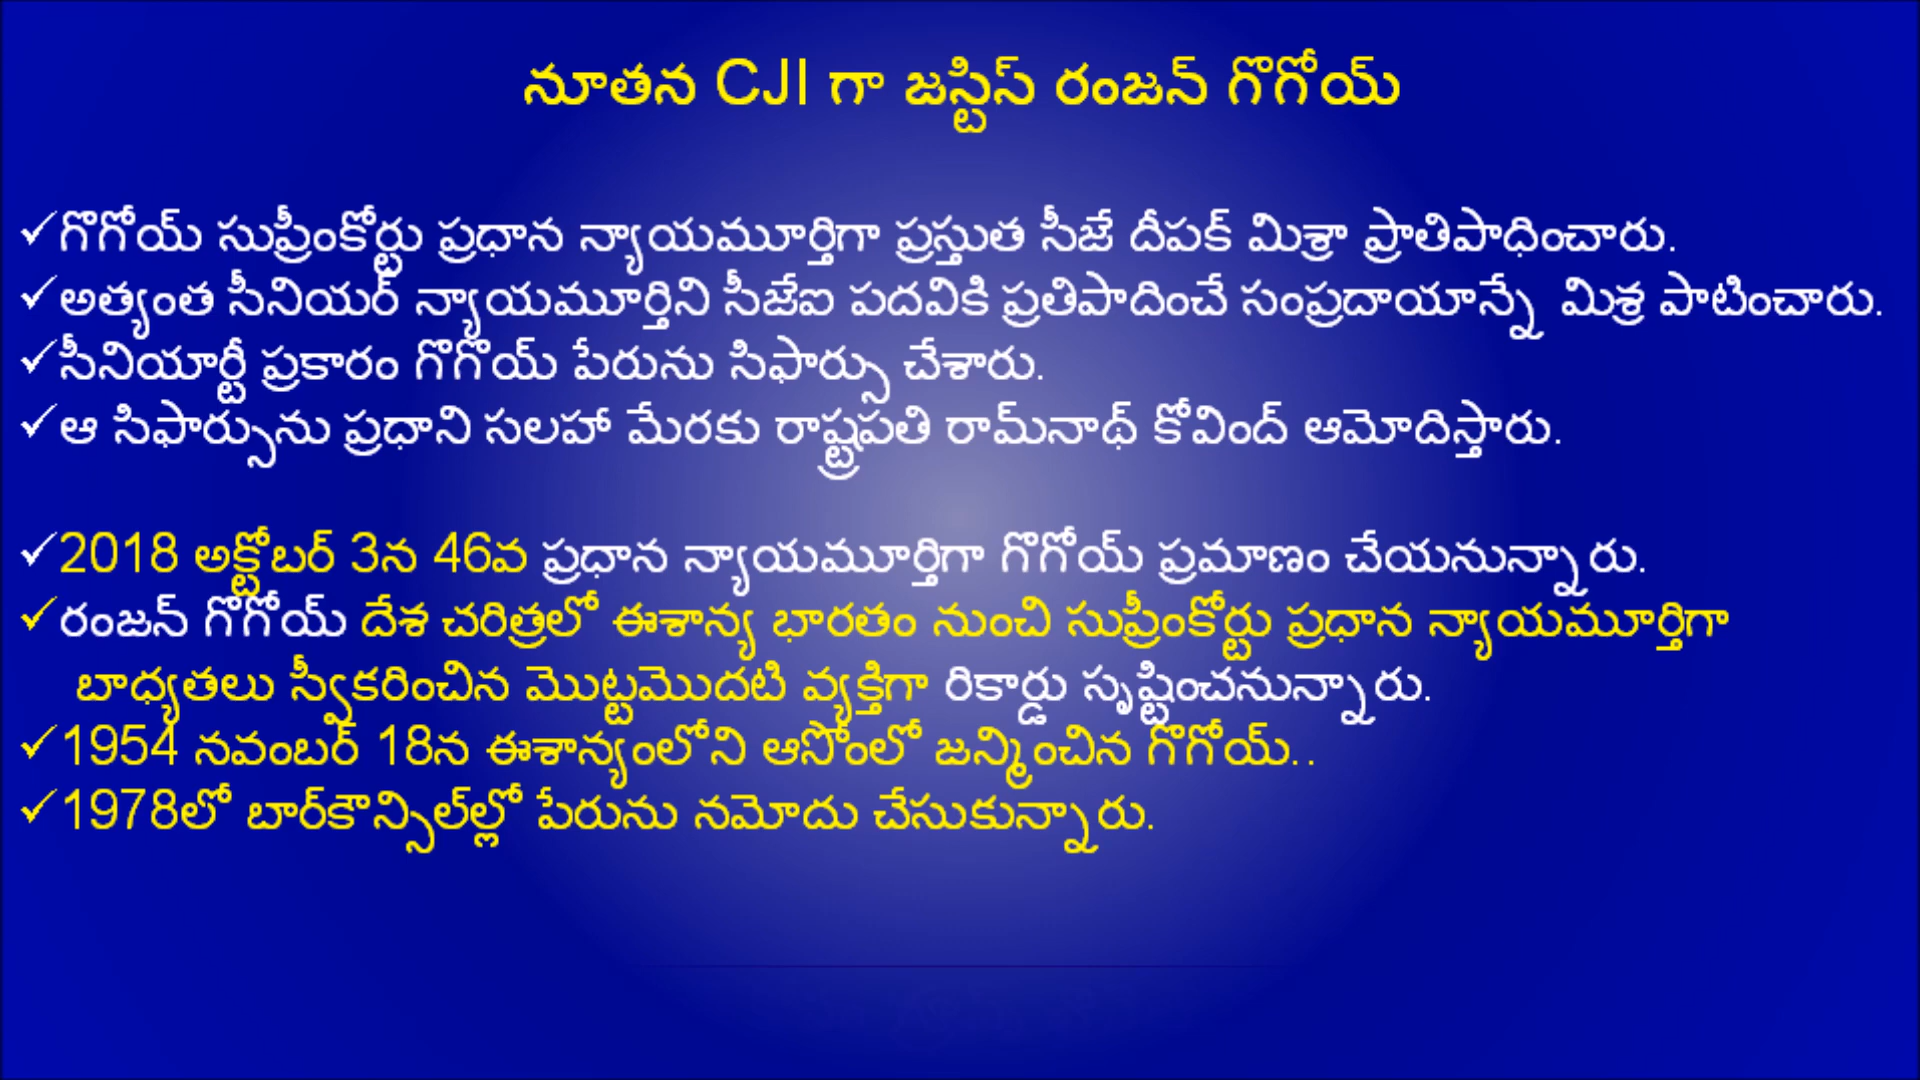 నూతన CJI గా జస్టిస్ రంజన్ గొగోయ్
✓గొగోయ్ సుప్రీంకోర్టు ప్రధాన న్యాయమూర్తిగా ప్రస్తుత సీజే దీపక్ మిశ్రా ప్రాతిపాధించారు.
✓అత్యంత సీనియర్ న్యాయమూర్తిని సీజేఐ పదవికి ప్రతిపాదించే సంప్రదాయాన్నే మిశ్ర పాటించారు.
✓సీనియార్టీ ప్రకారం గొగొయ్ పేరును సిఫార్సు చేశారు.
✓ఆ సిఫార్సును ప్రధాని సలహా మేరకు రాష్ట్రపతి రామ్‌నాథ్ కోవింద్ ఆమోదిస్తారు.
✓2018 అక్టోబర్ 3న 46వ ప్రధాన న్యాయమూర్తిగా గొగోయ్ ప్రమాణం చేయనున్నారు.
✓రంజన్ గొగోయ్ దేశ చరిత్రలో ఈశాన్య భారతం నుంచి సుప్రీంకోర్టు ప్రధాన న్యాయమూర్తిగా
బాధ్యతలు స్వీకరించిన మొట్టమొదటి వ్యక్తిగా రికార్డు సృష్టించనున్నారు.
✓1954 నవంబర్ 18న ఈశాన్యంలోని ఆసోంలో జన్మించిన గొగోయ్..
✓1978లో బార్‌కౌన్సిల్‌ల్లో పేరును నమోదు చేసుకున్నారు.